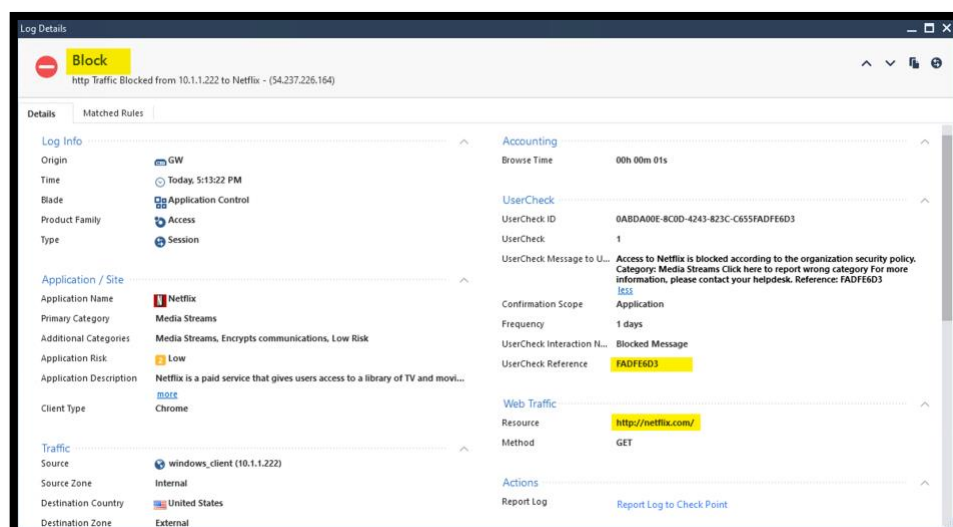 Log Details
Block
http Traffic Blocked from 10.1.1.222 to Netflix - (54.237.226.164)
Details Matched Rules
Log Info
Origin GW
Time Today, 5:13:22 PM
Blade Application Control
Product Family Access
Type Session
Application / Site
Application Name Netflix
Primary Category Media Streams
Additional Categories Media Streams, Encrypts communications, Low Risk
Application Risk 2 Low
Application Description Netflix is a paid service that gives users access to a library of TV and movi...
more
Client Type Chrome
Traffic
Source windows_client (10.1.1.222)
Source Zone Internal
Destination Country United States
Destination Zone External
Accounting
Browse Time 00h 00m 01s
UserCheck
UserCheck ID 0ABDA00E-8C0D-4243-823C-C655FADFE6D3
UserCheck 1
UserCheck Message to U... Access to Netflix is blocked according to the organization security policy.
Category: Media Streams Click here to report wrong category For more
information, please contact your helpdesk. Reference: FADFE6D3
less
Confirmation Scope Application
Frequency 1 days
UserCheck Interaction N... Blocked Message
UserCheck Reference FADFE6D3
Web Traffic
Resource http://netflix.com/
Method GET
Actions
Report Log Report Log to Check Point